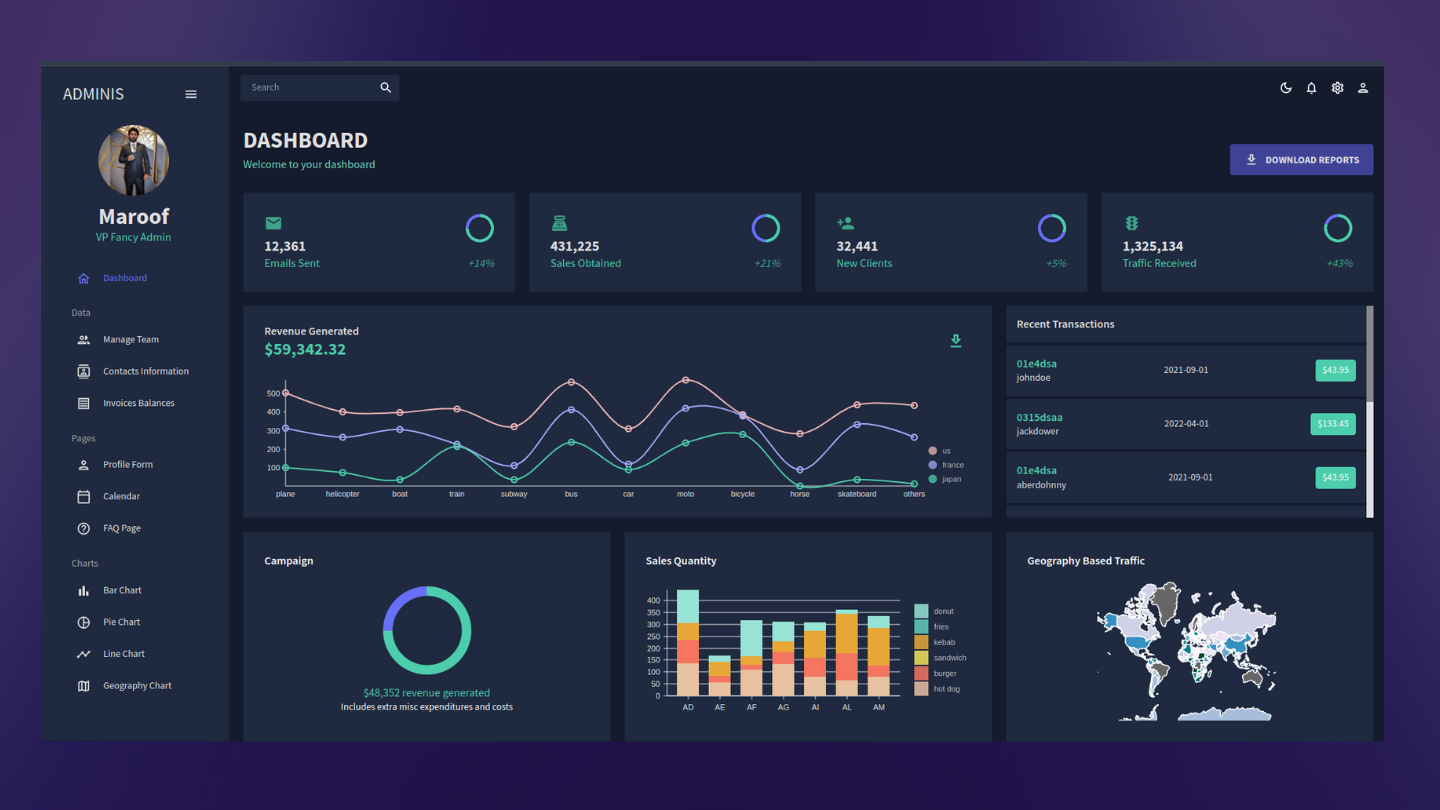 ADMINIS
Search
Maroof
VP Fancy Admin
Dashboard
Data
Manage Team
Contacts Information
Invoices Balances
Pages
Profile Form
Calendar
FAQ Page
Charts
Bar Chart
Pie Chart
Line Chart
Geography Chart
DASHBOARD
Welcome to your dashboard
DOWNLOAD REPORTS
12,361
Emails Sent
+14%
431,225
Sales Obtained
+21%
32,441
New Clients
+5%
1,325,134
Traffic Received
+43%
Revenue Generated
$59,342.32
500
400
300
200
100
plane helicopter boat train subway bus car moto bicycle horse skateboard others
us
france
japan
Recent Transactions
01e4dsa
johndoe
2021-09-01
$43.95
0315dsaa
jackdower
2022-04-01
$133.45
01e4dsa
aberdohnny
2021-09-01
$43.95
Campaign
$48,352 revenue generated
Includes extra misc expenditures and costs
Sales Quantity
400
350
300
250
200
150
100
50
0
AD AE AF AG AI AL AM
donut
fries
kebab
sandwich
burger
hot dog
Geography Based Traffic